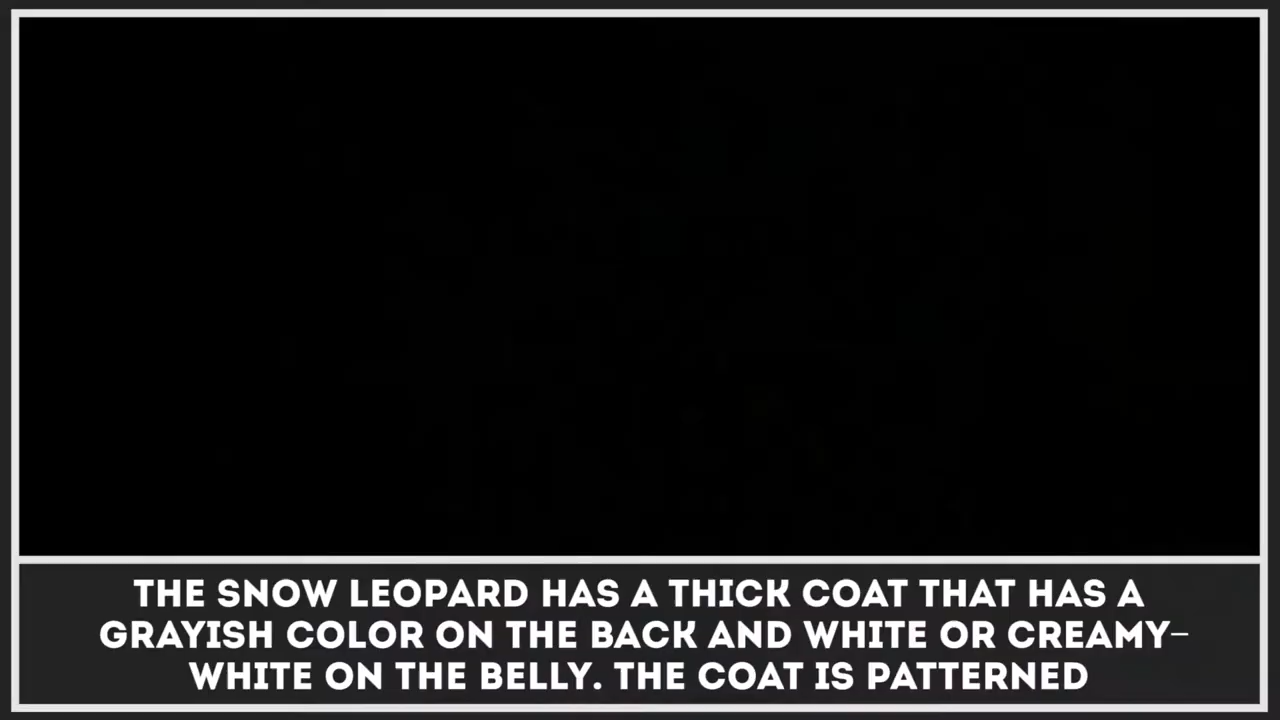 THE SNOW LEOPARD HAS A THICK COAT THAT HAS A
GRAYISH COLOR ON THE BACK AND WHITE OR CREAMY-
WHITE ON THE BELLY. THE COAT IS PATTERNED